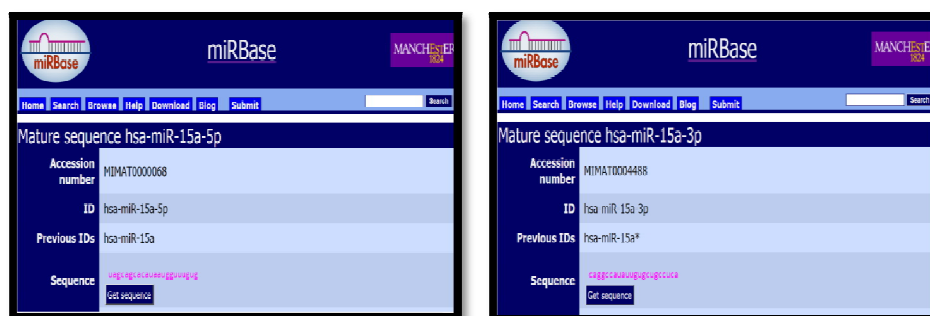 miRBase
miRBase
MANCHESTER
1824
Home Search Browse Help Download Blog Submit
Search
Mature sequence hsa-miR-15a-5p
Accession number MIMAT0000068
ID hsa-miR-15a-5p
Previous IDs hsa-miR-15a
Sequence uagcagcacauaaugguuugug
Get sequence
miRBase
miRBase
MANCHESTER
1824
Home Search Browse Help Download Blog Submit
Search
Mature sequence hsa-miR-15a-3p
Accession number MIMAT0004488
ID hsa-miR-15a-3p
Previous IDs hsa-miR-15a*
Sequence caggccauauugugcugccuca
Get sequence